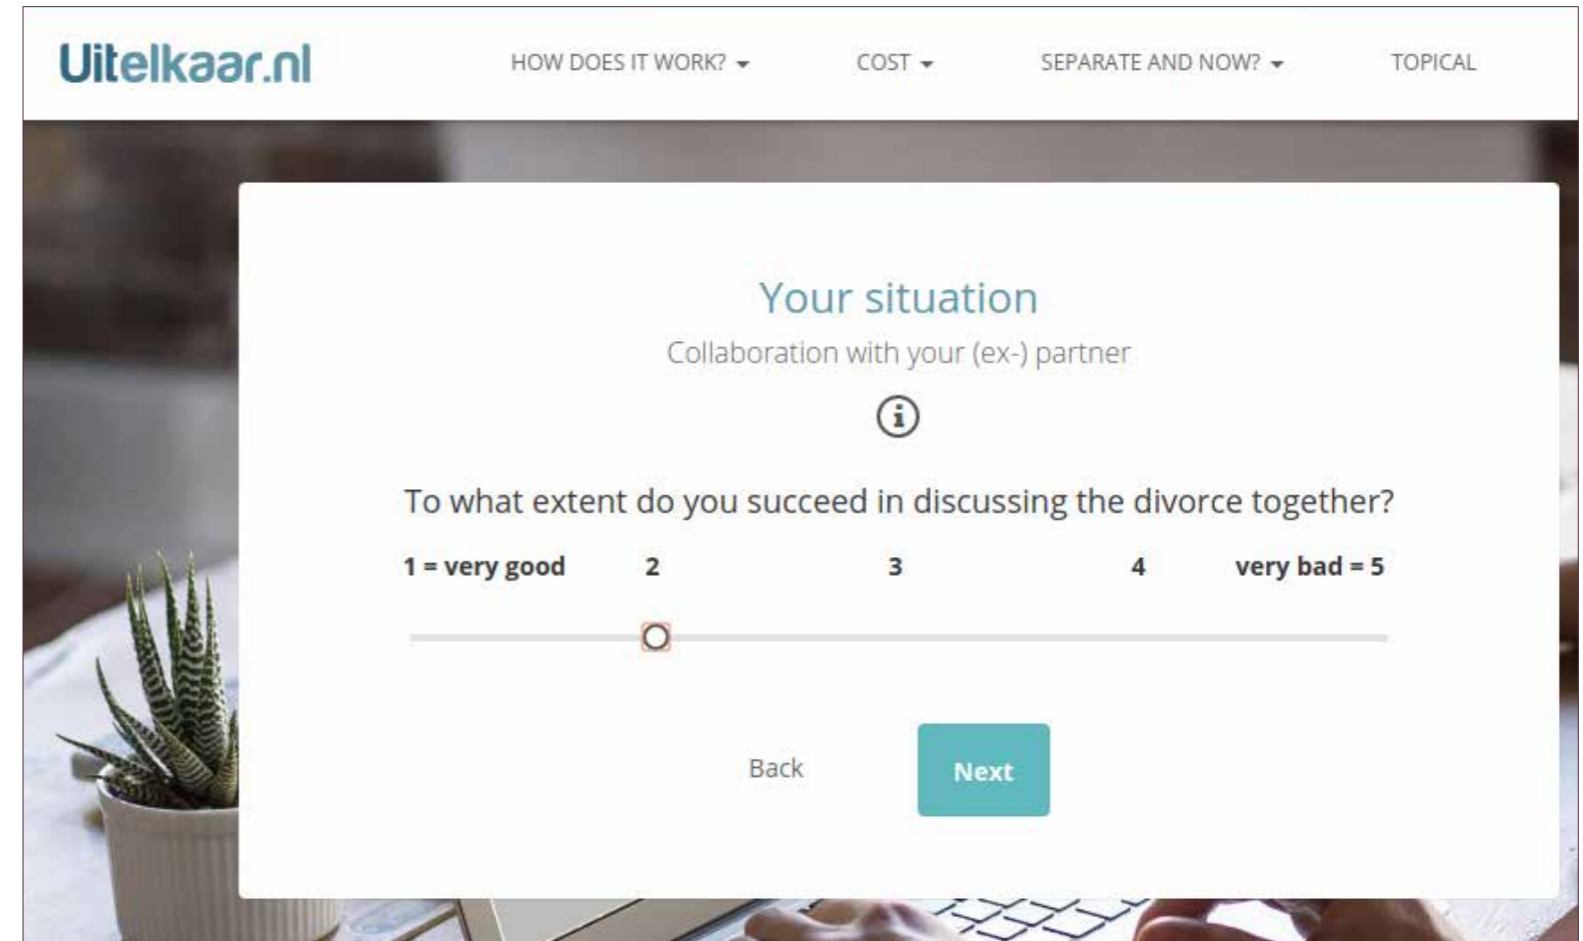 Uitelkaar.nl
HOW DOES IT WORK?
COST
SEPARATE AND NOW?
TOPICAL
Your situation
Collaboration with your (ex-) partner
To what extent do you succeed in discussing the divorce together?
1 = very good 2 3 4 very bad = 5
Back
Next